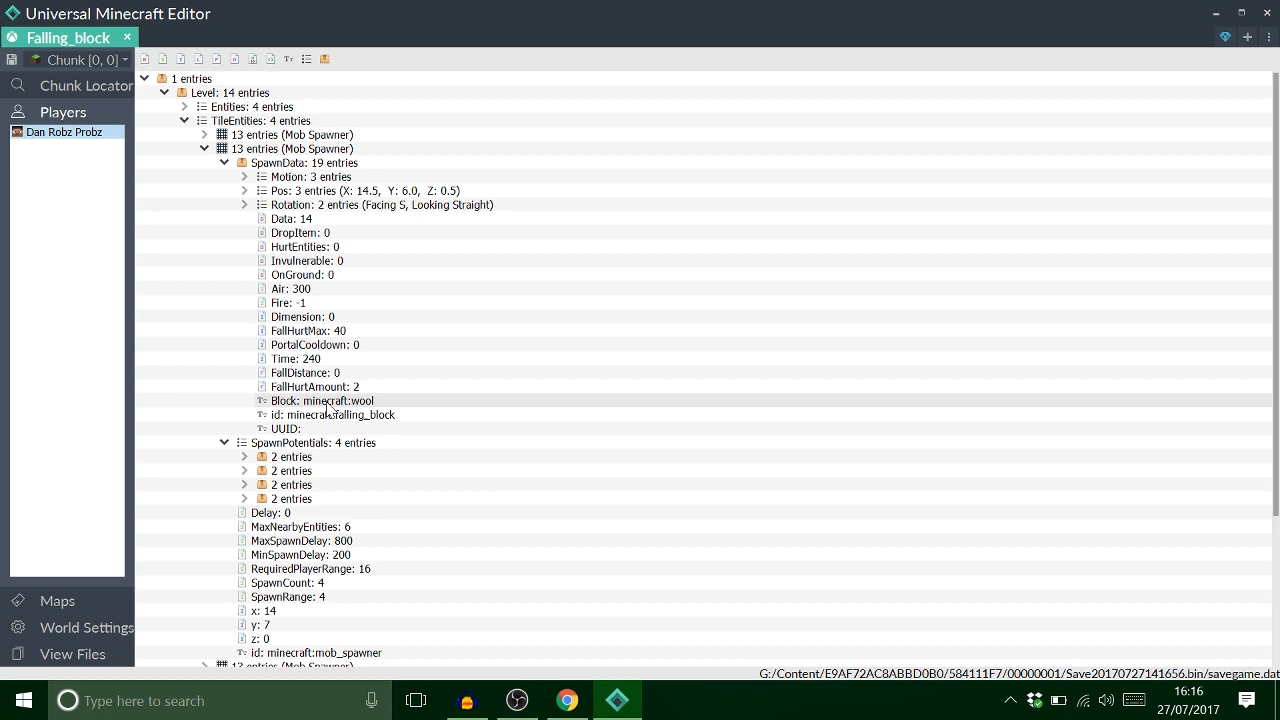 Universal Minecraft Editor
Falling_block
Chunk [0, 0]
Chunk Locator
Players
Dan Robz Probz
1 entries
Level: 14 entries
Entities: 4 entries
TileEntities: 4 entries
13 entries (Mob Spawner)
13 entries (Mob Spawner)
SpawnData: 19 entries
Motion: 3 entries
Pos: 3 entries (X: 14.5, Y: 6.0, Z: 0.5)
Rotation: 2 entries (Facing S, Looking Straight)
Data: 14
DropItem: 0
HurtEntities: 0
Invulnerable: 0
OnGround: 0
Air: 300
Fire: -1
Dimension: 0
FallHurtMax: 40
PortalCooldown: 0
Time: 240
FallDistance: 0
FallHurtAmount: 2
Block: minecraft:wool
id: minecraft:falling_block
UUID:
SpawnPotentials: 4 entries
2 entries
2 entries
2 entries
2 entries
Delay: 0
MaxNearbyEntities: 6
MaxSpawnDelay: 800
MinSpawnDelay: 200
RequiredPlayerRange: 16
SpawnCount: 4
SpawnRange: 4
x: 14
y: 7
z: 0
id: minecraft:mob_spawner
13 entries (Mob Spawner)
Maps
World Settings
View Files
G:/Content/E9AF72AC8ABBD0B0/584111F7/00000001/Save20170727141656.bin/savegame.dat
Type here to search
16:16
27/07/2017